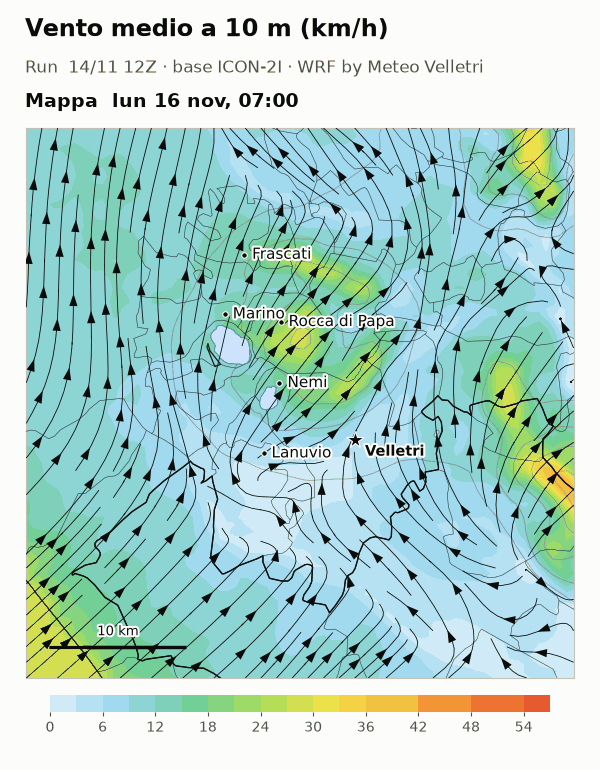 Vento medio a 10 m (km/h)
Run  14/11 12Z · base ICON-2I · WRF by Meteo Velletri
Mappa  lun 16 nov, 07:00
Frascati
Marino
Rocca di Papa
Nemi
Velletri
Lanuvio
10 km
0 6 12 18 24 30 36 42 48 54